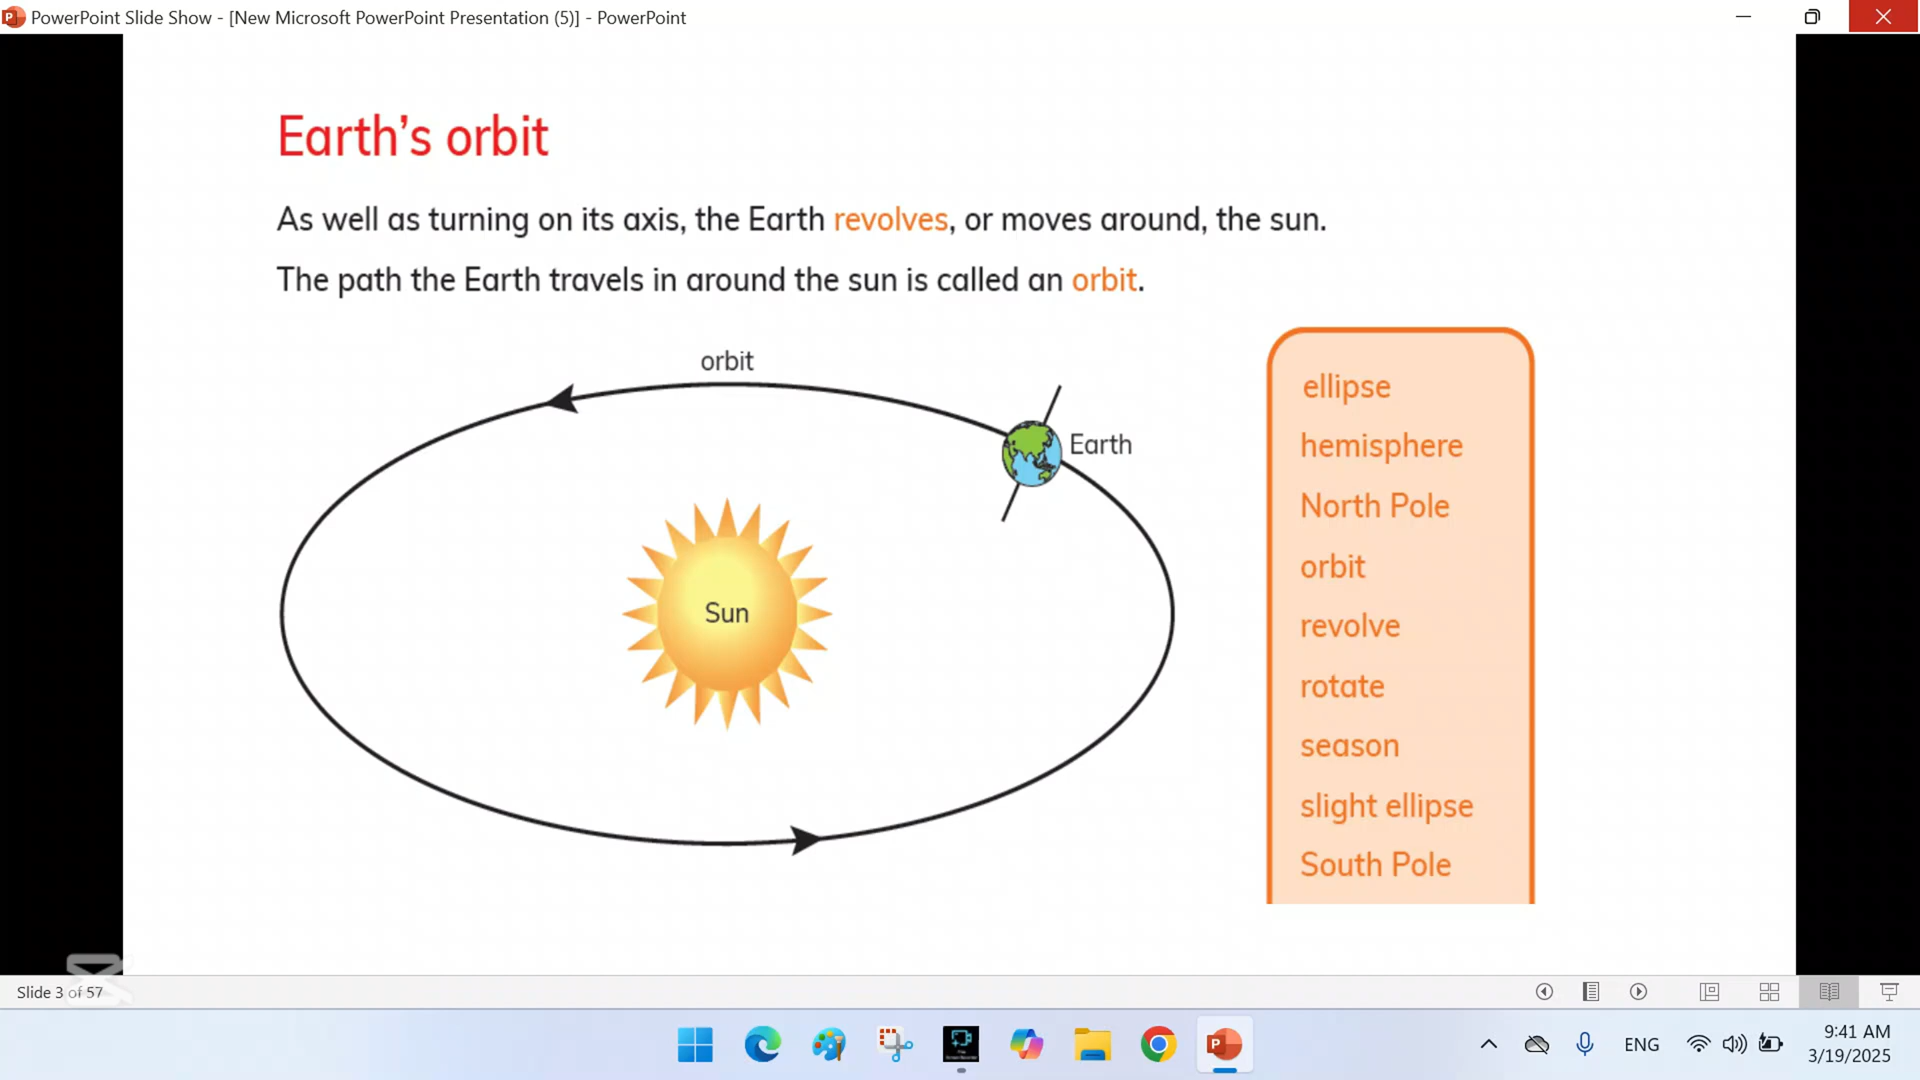 PowerPoint Slide Show - [New Microsoft PowerPoint Presentation (5)] - PowerPoint
Earth's orbit
As well as turning on its axis, the Earth revolves, or moves around, the sun.
The path the Earth travels in around the sun is called an orbit.
orbit
Earth
Sun
ellipse
hemisphere
North Pole
orbit
revolve
rotate
season
slight ellipse
South Pole
Slide 3 of 57
ENG
9:41 AM
3/19/2025